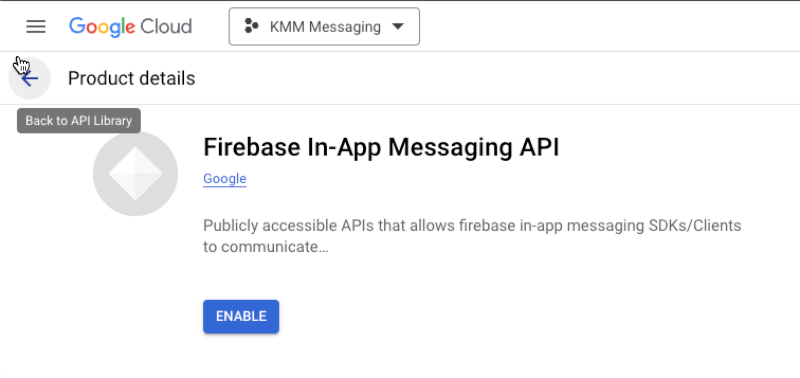 Google Cloud KMM Messaging
Product details
Back to API Library
Firebase In-App Messaging API
Google
Publicly accessible APIs that allows firebase in-app messaging SDKs/Clients
to communicate…
ENABLE